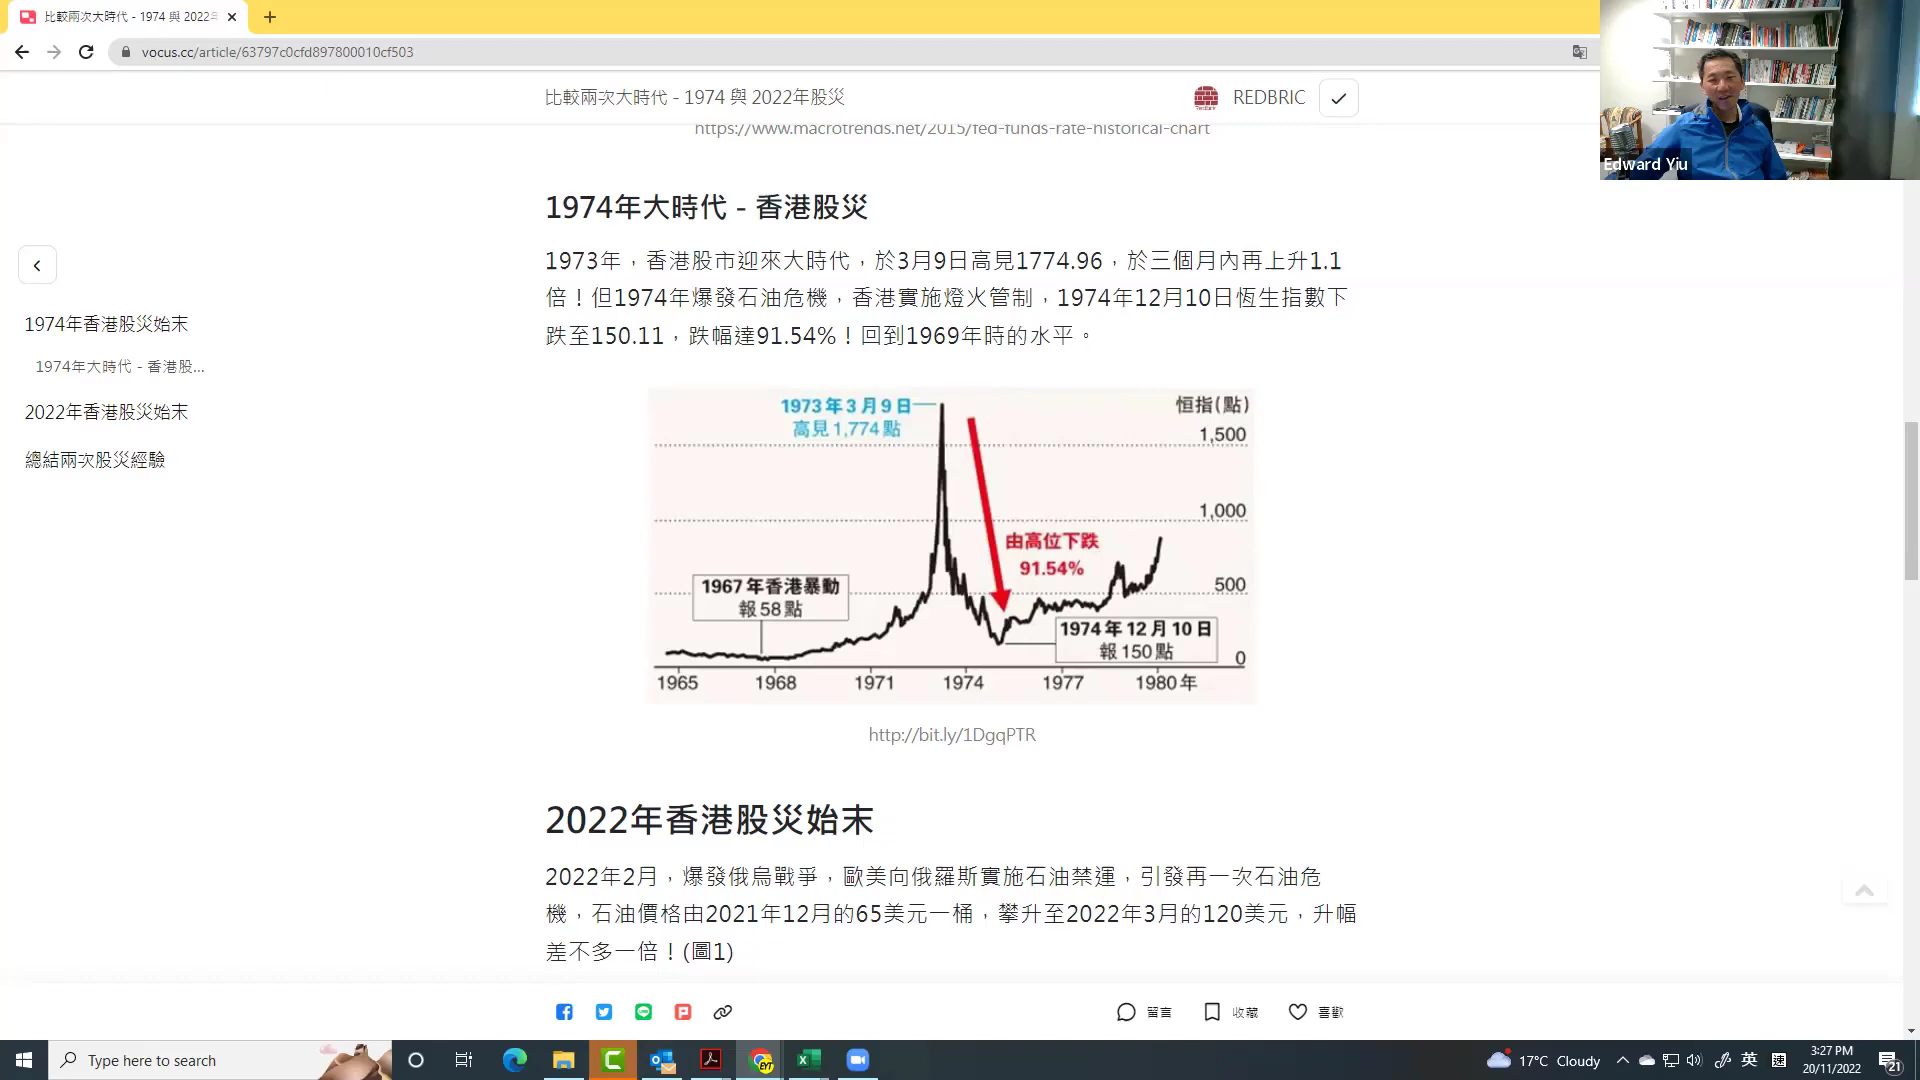 比較兩次大時代 - 1974 與 2022年
vocus.cc/article/63797c0cfd897800010cf503
比較兩次大時代 - 1974 與 2022年股災
REDBRIC
Edward Yiu
https://www.macrotrends.net/2015/fed-funds-rate-historical-chart
1974年大時代 - 香港股災
1973年，香港股市迎來大時代，於3月9日高見1774.96，於三個月內再上升1.1
倍！但1974年爆發石油危機，香港實施燈火管制，1974年12月10日恆生指數下
跌至150.11，跌幅達91.54%！回到1969年時的水平。
1974年香港股災始末
1974年大時代 - 香港股...
2022年香港股災始末
總結兩次股災經驗
1973年3月9日
高見1,774點
恒指(點)
1,500
1,000
由高位下跌
91.54%
500
1967年香港暴動
報58點
1974年12月10日
報150點
0
1965 1968 1971 1974 1977 1980年
http://bit.ly/1DgqPTR
2022年香港股災始末
2022年2月，爆發俄烏戰爭，歐美向俄羅斯實施石油禁運，引發再一次石油危
機，石油價格由2021年12月的65美元一桶，攀升至2022年3月的120美元，升幅
差不多一倍！(圖1)
留言 收藏 喜歡
Type here to search
17°C Cloudy
英
3:27 PM
20/11/2022
21